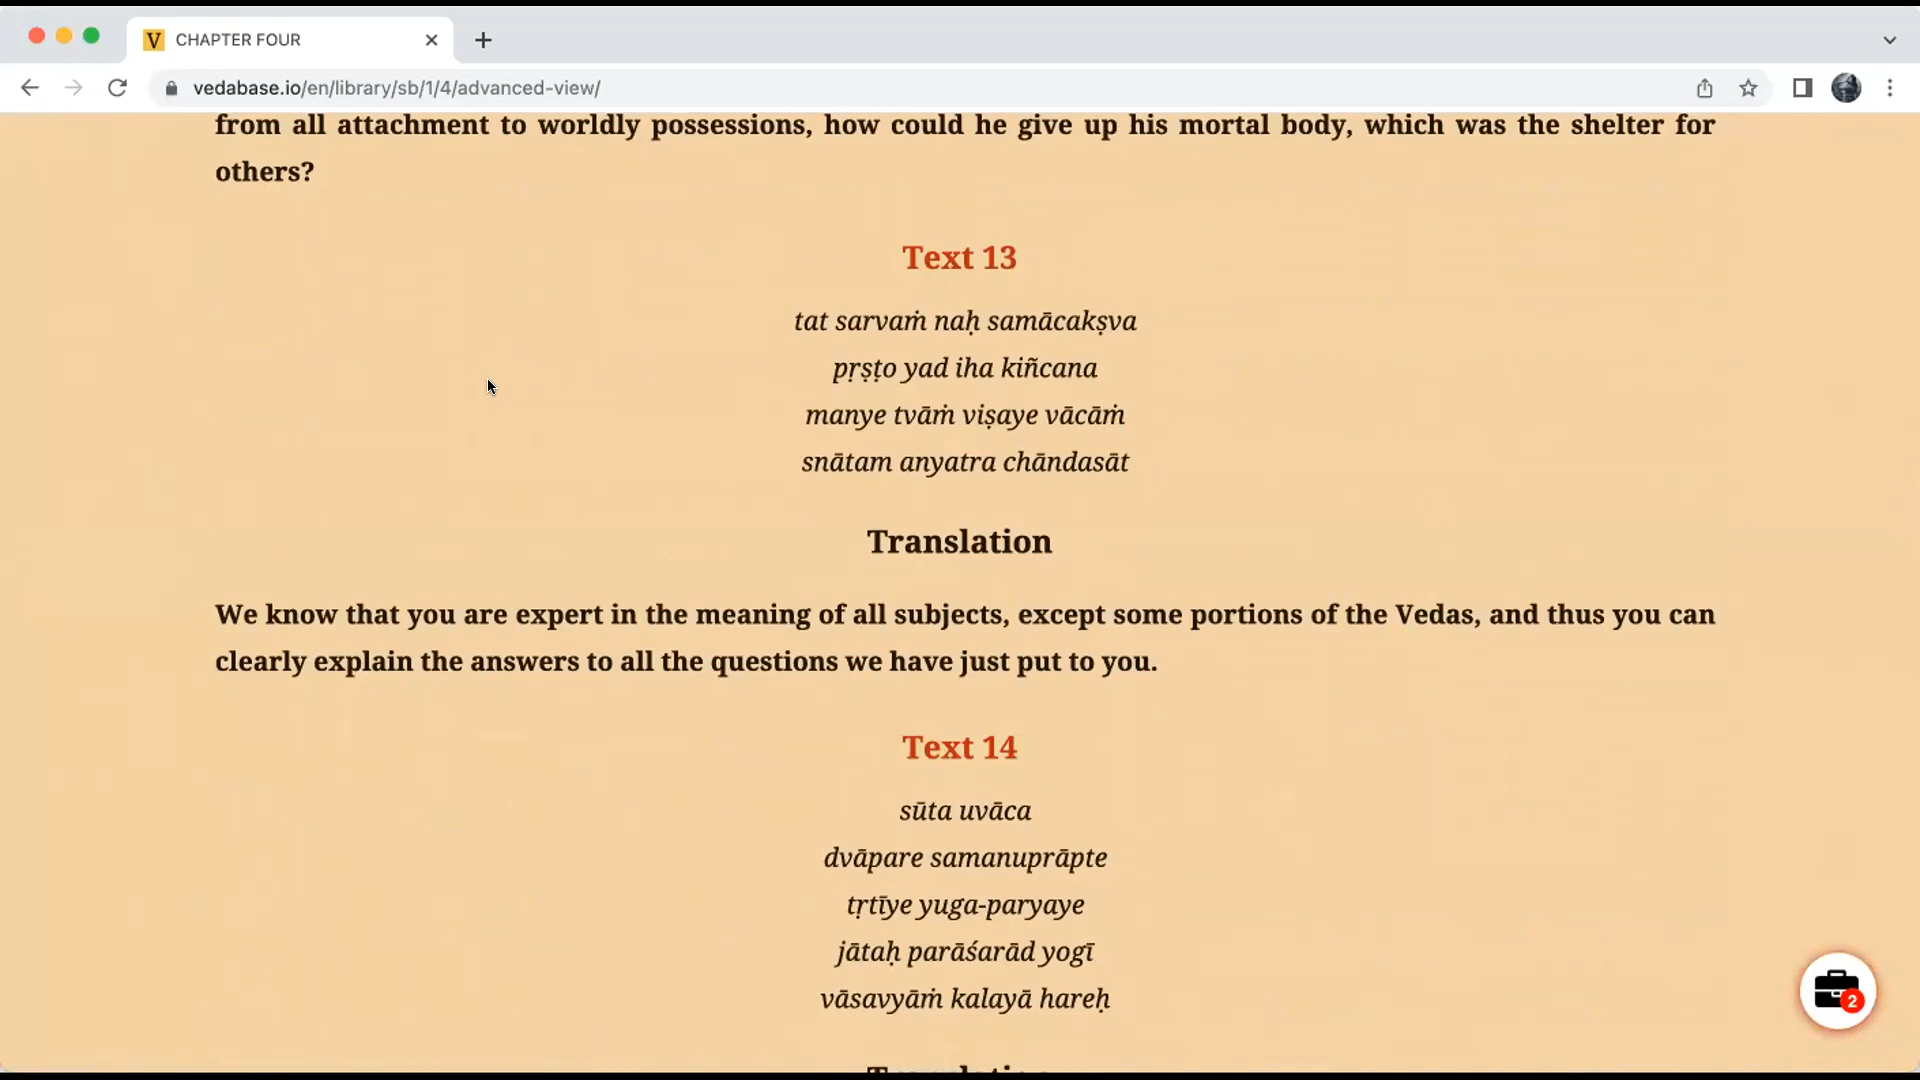 CHAPTER FOUR
vedabase.io/en/library/sb/1/4/advanced-view/
from all attachment to worldly possessions, how could he give up his mortal body, which was the shelter for
others?
Text 13
tat sarvaṁ naḥ samācakṣva
pṛṣṭo yad iha kiñcana
manye tvāṁ viṣaye vācāṁ
snātam anyatra chāndasāt
Translation
We know that you are expert in the meaning of all subjects, except some portions of the Vedas, and thus you can
clearly explain the answers to all the questions we have just put to you.
Text 14
sūta uvāca
dvāpare samanuprāpte
tṛtīye yuga-paryaye
jātaḥ parāśarād yogī
vāsavyāṁ kalayā hareḥ
2